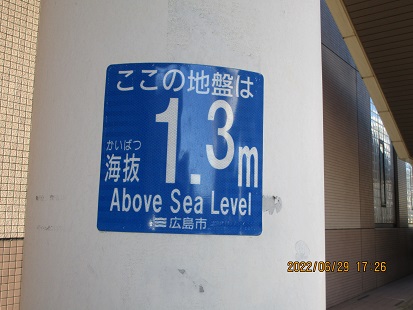 ここの地盤は
かいばつ
海抜 1.3m
Above Sea Level
広島市
2022/06/29 17:26